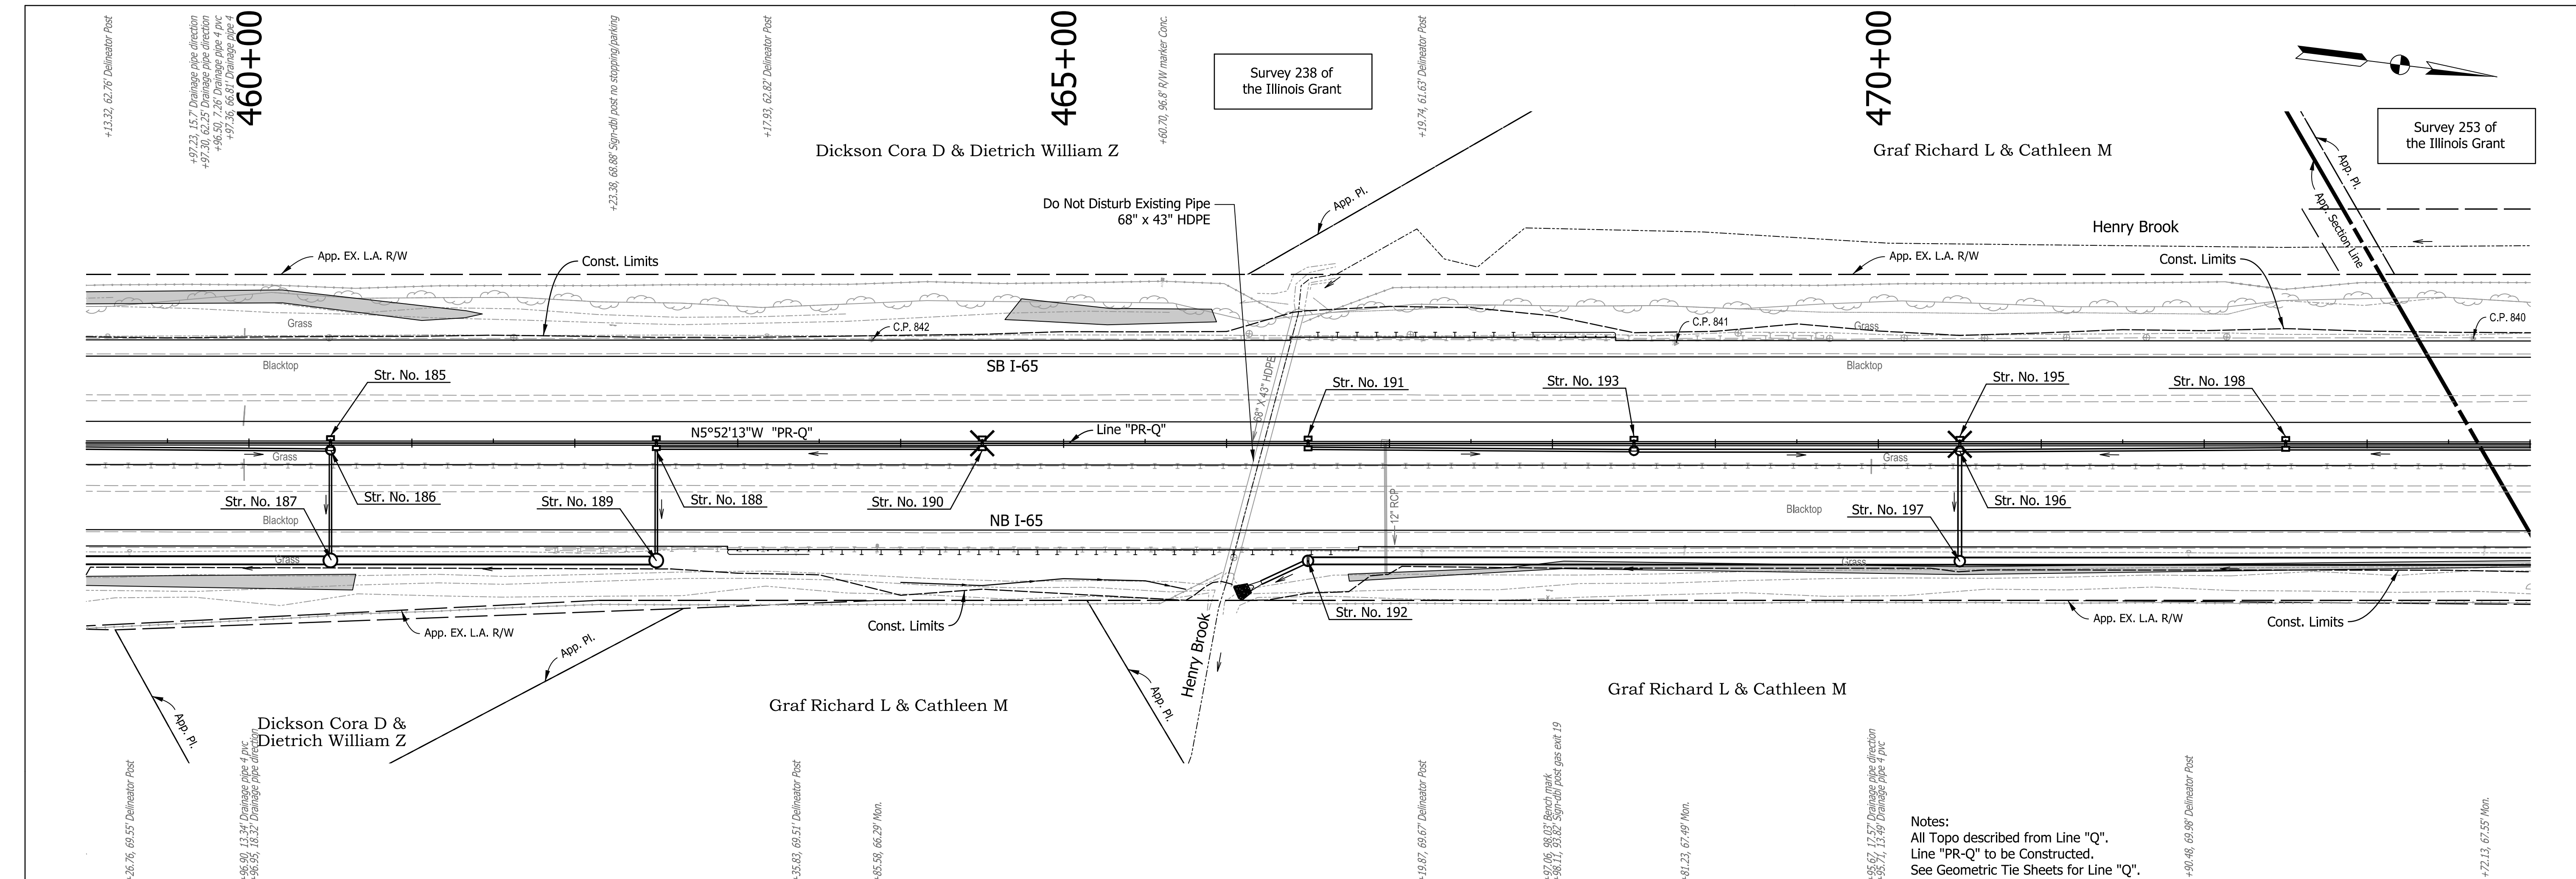 +13.32, 62.76' Delineator Post
+97.23, 15.7' Drainage pipe direction
+97.30, 62.25' Drainage pipe direction
+96.50, 7.26' Drainage pipe 4 pvc
+97.36, 66.81' Drainage pipe 4
460+00
+23.38, 68.88' Sign-dbl post no stopping/parking
+17.93, 62.82' Delineator Post
465+00
+60.70, 96.8' R/W marker Conc.
Survey 238 of
the Illinois Grant
+19.74, 61.63' Delineator Post
470+00
Survey 253 of
the Illinois Grant
Dickson Cora D & Dietrich William Z
Graf Richard L & Cathleen M
App. Pl.
App. Section Line
Do Not Disturb Existing Pipe
68" x 43" HDPE
App. Pl.
Henry Brook
App. EX. L.A. R/W
Const. Limits
App. EX. L.A. R/W
Const. Limits
Grass
C.P. 842
C.P. 841
Grass
C.P. 840
Blacktop
SB I-65
Blacktop
68" X 43" HDPE
Str. No. 185
Str. No. 191
Str. No. 193
Str. No. 195
Str. No. 198
N5°52'13"W "PR-Q"
Line "PR-Q"
Grass
Grass
Str. No. 187
Str. No. 186
Str. No. 189
Str. No. 188
Str. No. 190
12" RCP
Str. No. 197
Str. No. 196
Blacktop
NB I-65
Blacktop
Grass
Grass
App. EX. L.A. R/W
Const. Limits
Str. No. 192
App. EX. L.A. R/W
Const. Limits
App. Pl.
App. Pl.
App. Pl.
Henry Brook
Dickson Cora D &
Dietrich William Z
Graf Richard L & Cathleen M
Graf Richard L & Cathleen M
+26.76, 69.55' Delineator Post
+96.90, 13.34' Drainage pipe 4 pvc
+96.95, 18.32' Drainage pipe direction
+35.83, 69.51' Delineator Post
+85.58, 66.29' Mon.
+19.87, 69.67' Delineator Post
+97.06, 98.03' Bench mark
+98.11, 93.82' Sign-dbl post gas exit 19
+81.23, 67.49' Mon.
+95.67, 17.57' Drainage pipe direction
+95.71, 13.49' Drainage pipe 4 pvc
+90.48, 69.98' Delineator Post
+72.13, 67.55' Mon.
Notes:
All Topo described from Line "Q".
Line "PR-Q" to be Constructed.
See Geometric Tie Sheets for Line "Q".